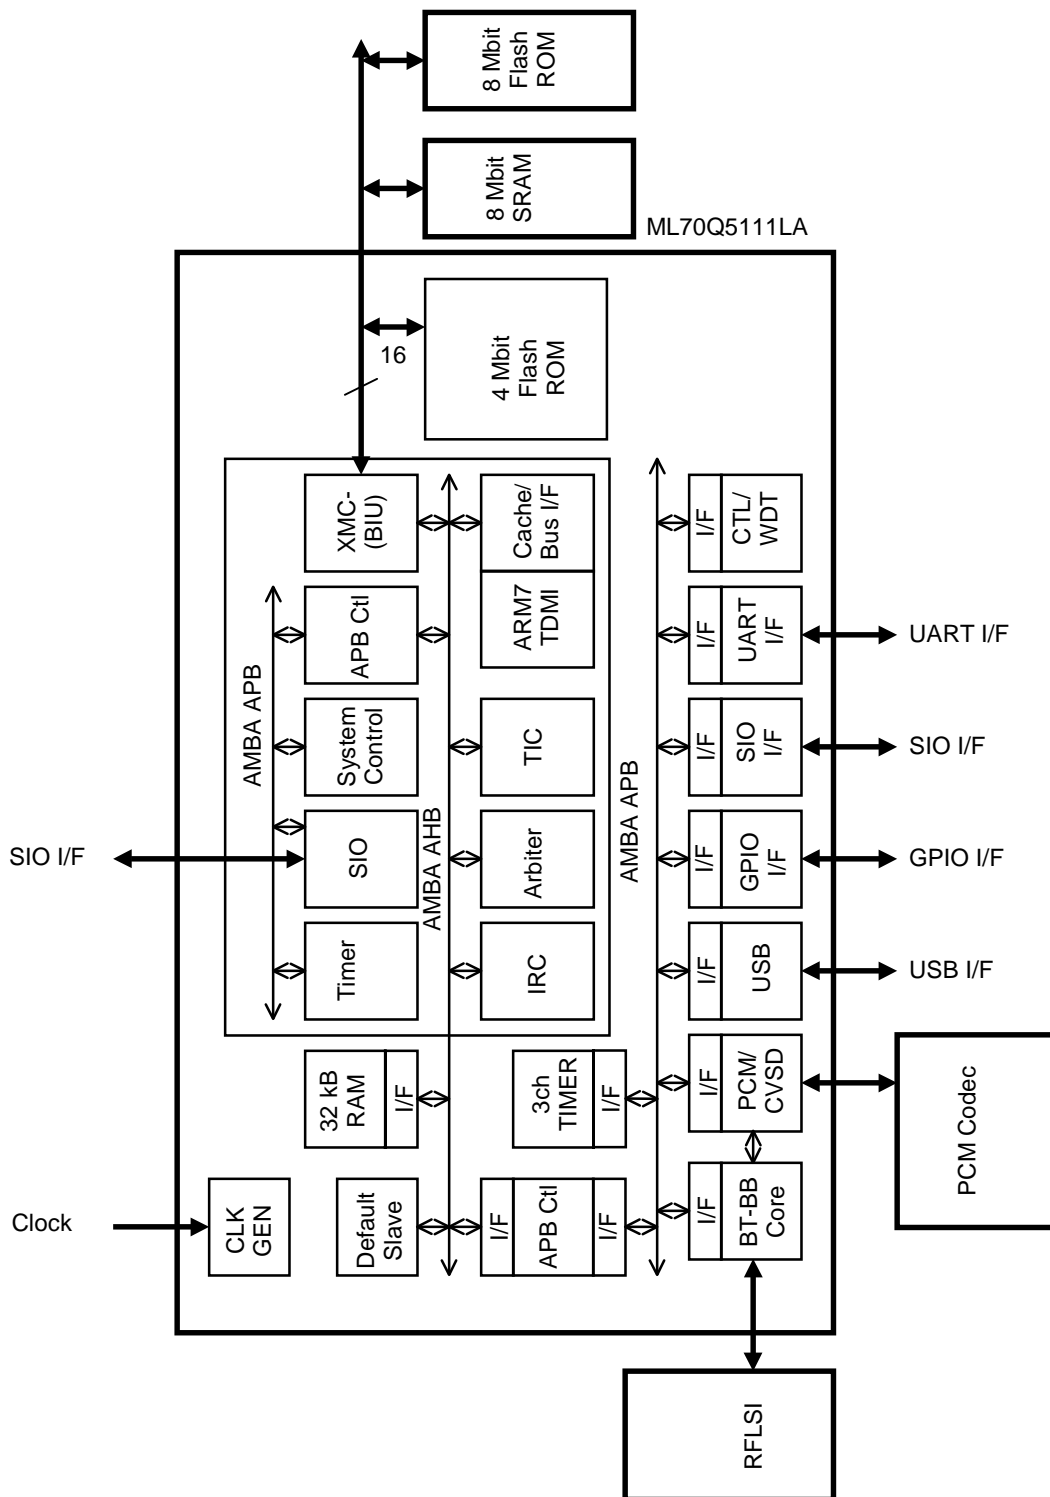 8 Mbit
Flash
ROM
8 Mbit
SRAM
ML70Q5111LA
16
4 Mbit
Flash
ROM
XMC-
(BIU)
Cache/
Bus I/F
I/F
CTL/
WDT
AMBA APB
APB Ctl
ARM7
TDMI
I/F
UART
I/F
UART I/F
System
Control
TIC
AMBA APB
I/F
SIO
I/F
SIO I/F
SIO I/F
SIO
AMBA AHB
Arbiter
I/F
GPIO
I/F
GPIO I/F
Timer
IRC
I/F
USB
USB I/F
32 kB
RAM
I/F
3ch
TIMER
I/F
I/F
PCM/
CVSD
PCM Codec
Clock
CLK
GEN
Default
Slave
I/F
APB Ctl
I/F
I/F
BT-BB
Core
RFLSI